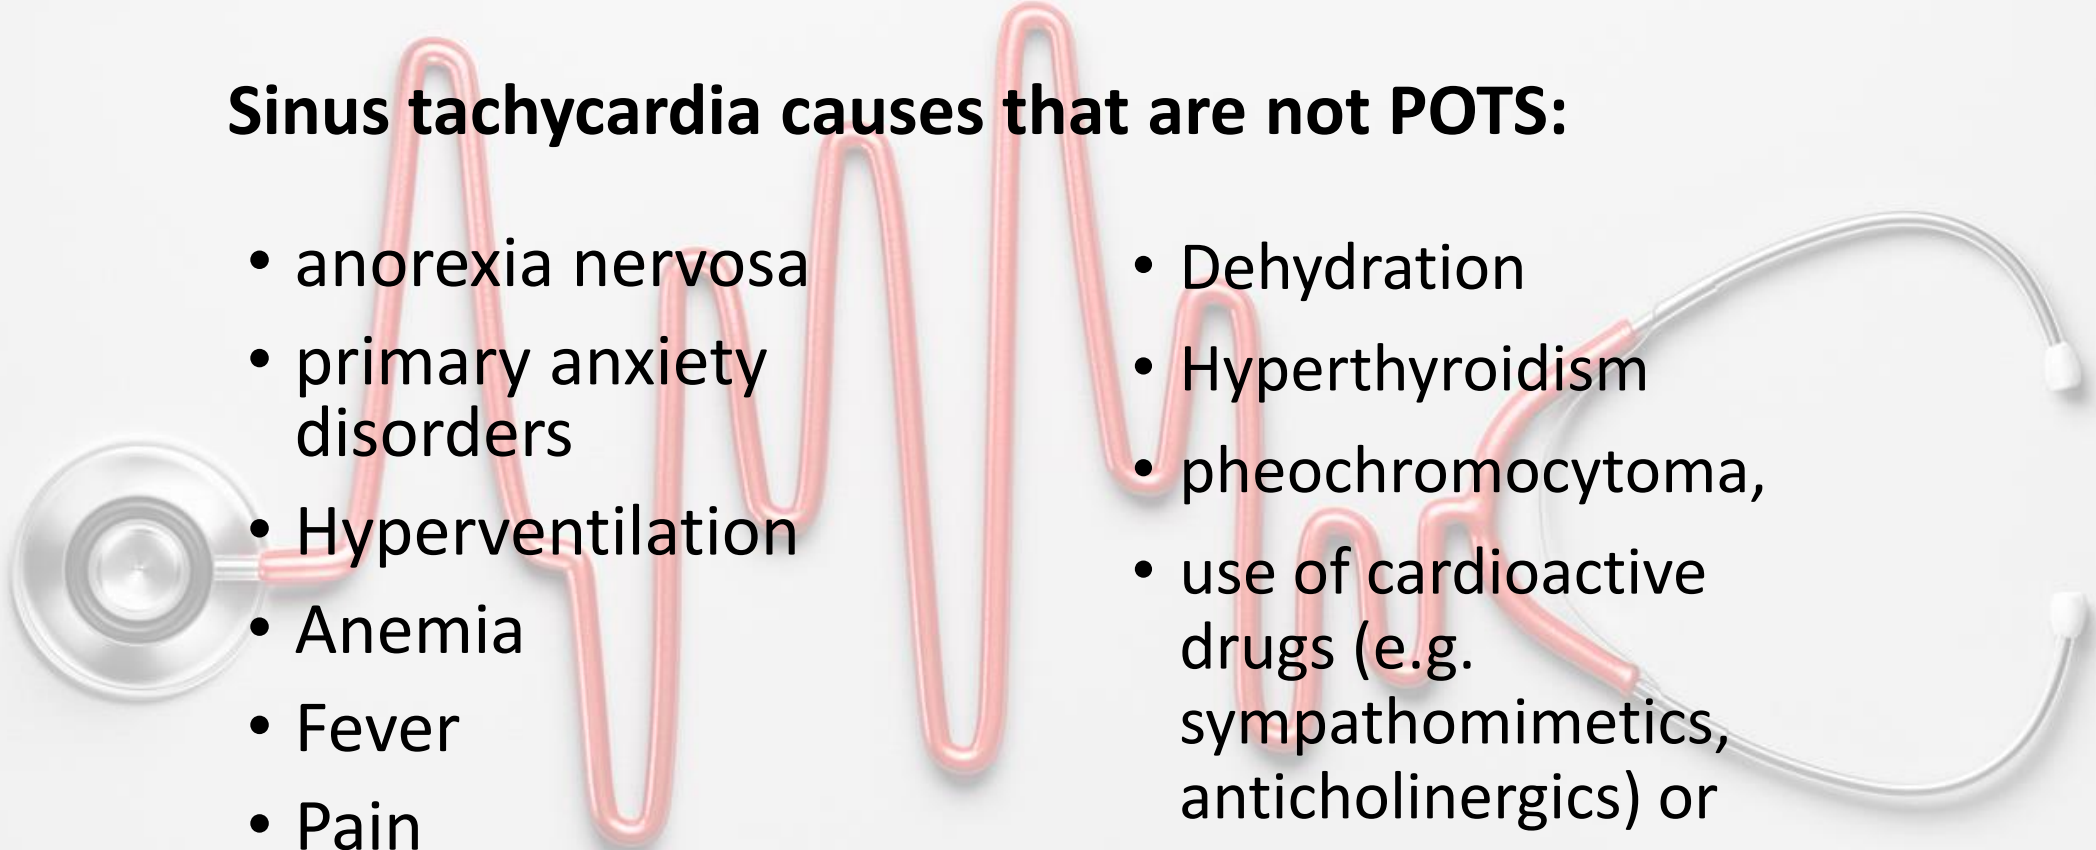 Sinus tachycardia causes that are not POTS:
• anorexia nervosa
• primary anxiety
disorders
• Hyperventilation
• Anemia
• Fever
• Pain
• Dehydration
• Hyperthyroidism
• pheochromocytoma,
• use of cardioactive
drugs (e.g.
sympathomimetics,
anticholinergics) or